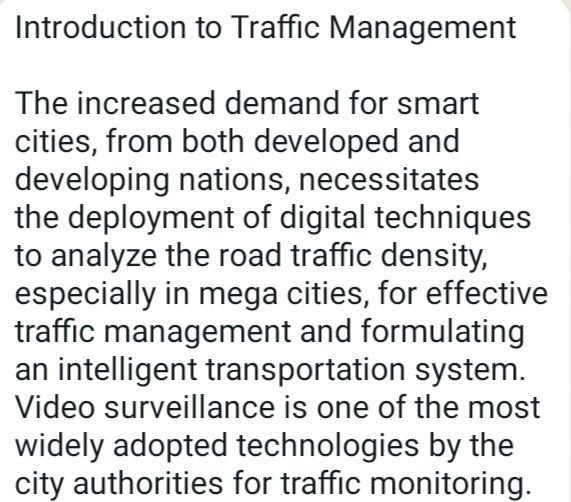 Introduction to Traffic Management
The increased demand for smart
cities, from both developed and
developing nations, necessitates
the deployment of digital techniques
to analyze the road traffic density,
especially in mega cities, for effective
traffic management and formulating
an intelligent transportation system.
Video surveillance is one of the most
widely adopted technologies by the
city authorities for traffic monitoring.